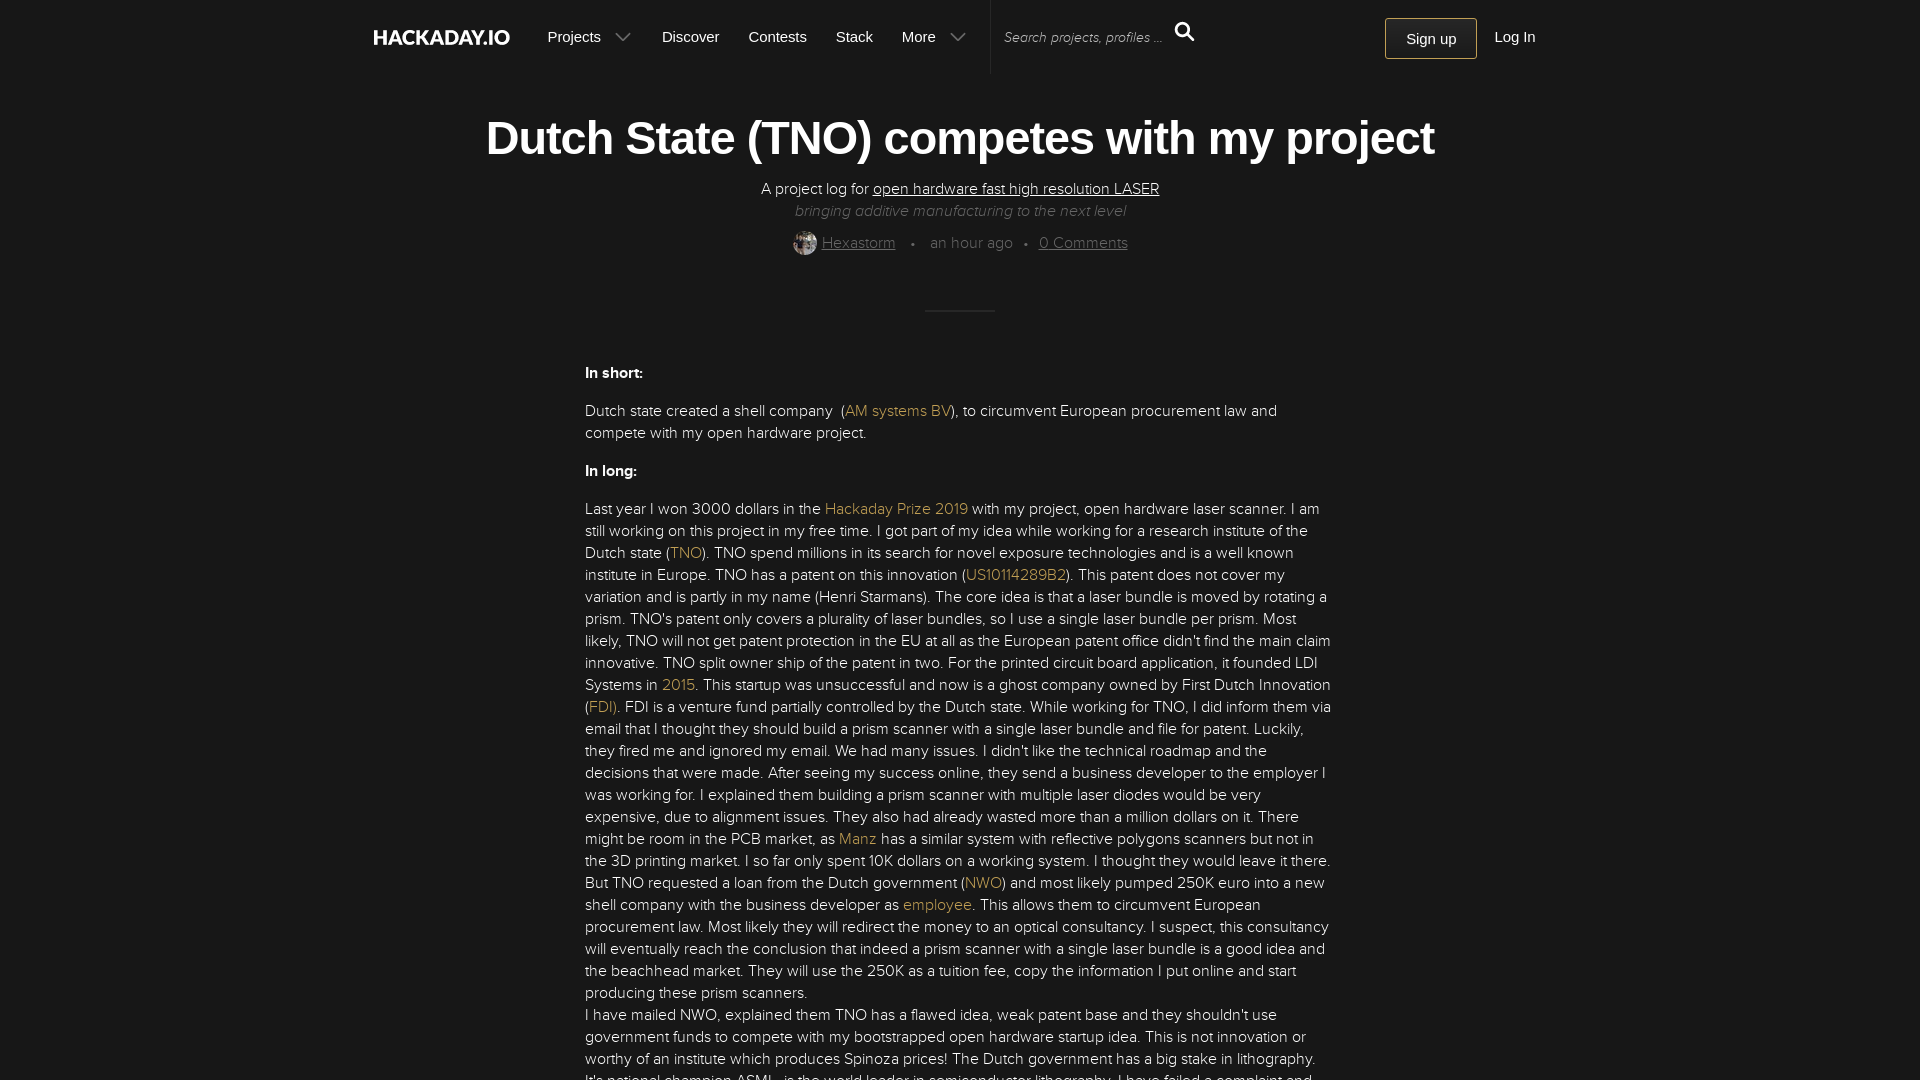 HACKADAY.IO Projects Discover Contests Stack More Search projects, profiles ... Sign up Log In
Dutch State (TNO) competes with my project
A project log for open hardware fast high resolution LASER
bringing additive manufacturing to the next level
Hexastorm • an hour ago • 0 Comments
In short:
Dutch state created a shell company  (AM systems BV), to circumvent European procurement law and
compete with my open hardware project.
In long:
Last year I won 3000 dollars in the Hackaday Prize 2019 with my project, open hardware laser scanner. I am
still working on this project in my free time. I got part of my idea while working for a research institute of the
Dutch state (TNO). TNO spend millions in its search for novel exposure technologies and is a well known
institute in Europe. TNO has a patent on this innovation (US10114289B2). This patent does not cover my
variation and is partly in my name (Henri Starmans). The core idea is that a laser bundle is moved by rotating a
prism. TNO's patent only covers a plurality of laser bundles, so I use a single laser bundle per prism. Most
likely, TNO will not get patent protection in the EU at all as the European patent office didn't find the main claim
innovative. TNO split owner ship of the patent in two. For the printed circuit board application, it founded LDI
Systems in 2015. This startup was unsuccessful and now is a ghost company owned by First Dutch Innovation
(FDI). FDI is a venture fund partially controlled by the Dutch state. While working for TNO, I did inform them via
email that I thought they should build a prism scanner with a single laser bundle and file for patent. Luckily,
they fired me and ignored my email. We had many issues. I didn't like the technical roadmap and the
decisions that were made. After seeing my success online, they send a business developer to the employer I
was working for. I explained them building a prism scanner with multiple laser diodes would be very
expensive, due to alignment issues. They also had already wasted more than a million dollars on it. There
might be room in the PCB market, as Manz has a similar system with reflective polygons scanners but not in
the 3D printing market. I so far only spent 10K dollars on a working system. I thought they would leave it there.
But TNO requested a loan from the Dutch government (NWO) and most likely pumped 250K euro into a new
shell company with the business developer as employee. This allows them to circumvent European
procurement law. Most likely they will redirect the money to an optical consultancy. I suspect, this consultancy
will eventually reach the conclusion that indeed a prism scanner with a single laser bundle is a good idea and
the beachhead market. They will use the 250K as a tuition fee, copy the information I put online and start
producing these prism scanners.
I have mailed NWO, explained them TNO has a flawed idea, weak patent base and they shouldn't use
government funds to compete with my bootstrapped open hardware startup idea. This is not innovation or
worthy of an institute which produces Spinoza prices! The Dutch government has a big stake in lithography.
It's national champion ASML, is the world leader in semiconductor lithography. I have failed a complaint and